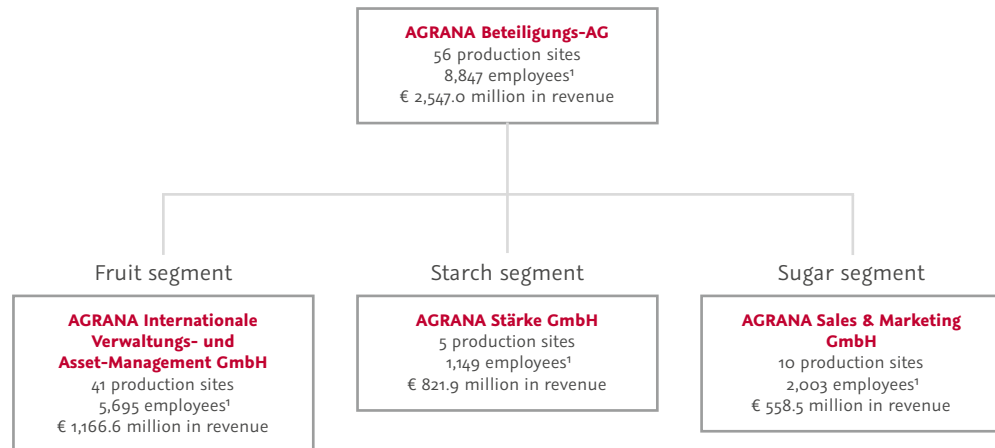 AGRANA Beteiligungs-AG
56 production sites
8,847 employees¹
€ 2,547.0 million in revenue
Fruit segment
AGRANA Internationale
Verwaltungs- und
Asset-Management GmbH
41 production sites
5,695 employees¹
€ 1,166.6 million in revenue
Starch segment
AGRANA Stärke GmbH
5 production sites
1,149 employees¹
€ 821.9 million in revenue
Sugar segment
AGRANA Sales & Marketing
GmbH
10 production sites
2,003 employees¹
€ 558.5 million in revenue